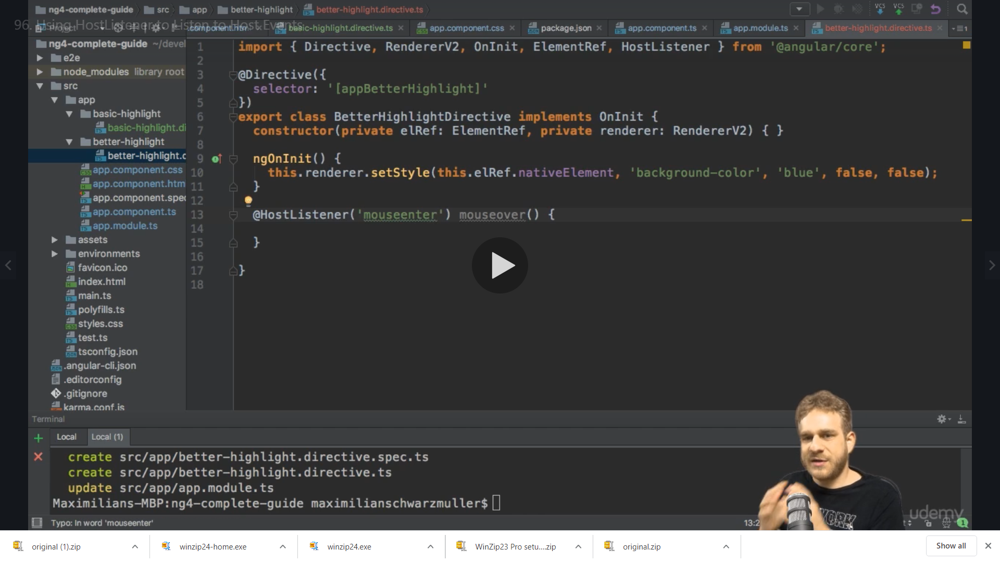 ng4-complete-guide src app better-highlight better-highlight.directive.ts
VCS VCS
96. Using HostListener to Listen to Host Events
Project
.component.htm basic-highlight.directive.ts app.component.css package.json app.component.ts app.module.ts better-highlight.directive.ts
ng4-complete-guide ~/devel
e2e
node_modules library root
src
app
basic-highlight
basic-highlight.di
better-highlight
better-highlight.d
app.component.css
app.component.htm
app.component.spec
app.component.ts
app.module.ts
assets
environments
favicon.ico
index.html
main.ts
polyfills.ts
styles.css
test.ts
tsconfig.json
.angular-cli.json
.editorconfig
.gitignore
karma.conf.js
1 import { Directive, RendererV2, OnInit, ElementRef, HostListener } from '@angular/core';
2
3 @Directive({
4 selector: '[appBetterHighlight]'
5 })
6 export class BetterHighlightDirective implements OnInit {
7 constructor(private elRef: ElementRef, private renderer: RendererV2) { }
8
9 ngOnInit() {
10 this.renderer.setStyle(this.elRef.nativeElement, 'background-color', 'blue', false, false);
11 }
12
13 @HostListener('mouseenter') mouseover() {
14
15 }
16
17 }
18
Terminal
Local Local (1)
create src/app/better-highlight.directive.spec.ts
create src/app/better-highlight.directive.ts
update src/app/app.module.ts
Maximilians-MBP:ng4-complete-guide maximilianschwarzmuller$
Typo: In word 'mouseenter'
13:2
WORK
udemy
1
original (1).zip winzip24-home.exe winzip24.exe WinZip23 Pro setu....zip original.zip Show all